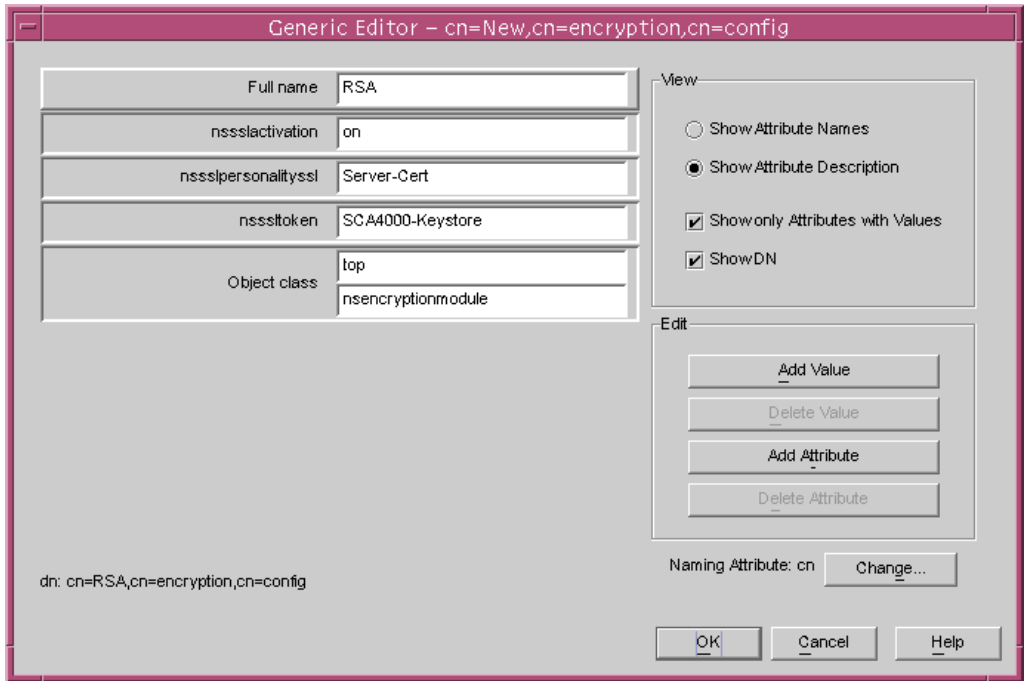 Generic Editor – cn=New,cn=encryption,cn=config
Full name RSA
nssslactivation on
nssslpersonalityssl Server-Cert
nsssltoken SCA4000-Keystore
Object class top
nsencryptionmodule
dn: cn=RSA,cn=encryption,cn=config
View
Show Attribute Names
Show Attribute Description
Show only Attributes with Values
Show DN
Edit
Add Value
Delete Value
Add Attribute
Delete Attribute
Naming Attribute: cn Change...
OK Cancel Help